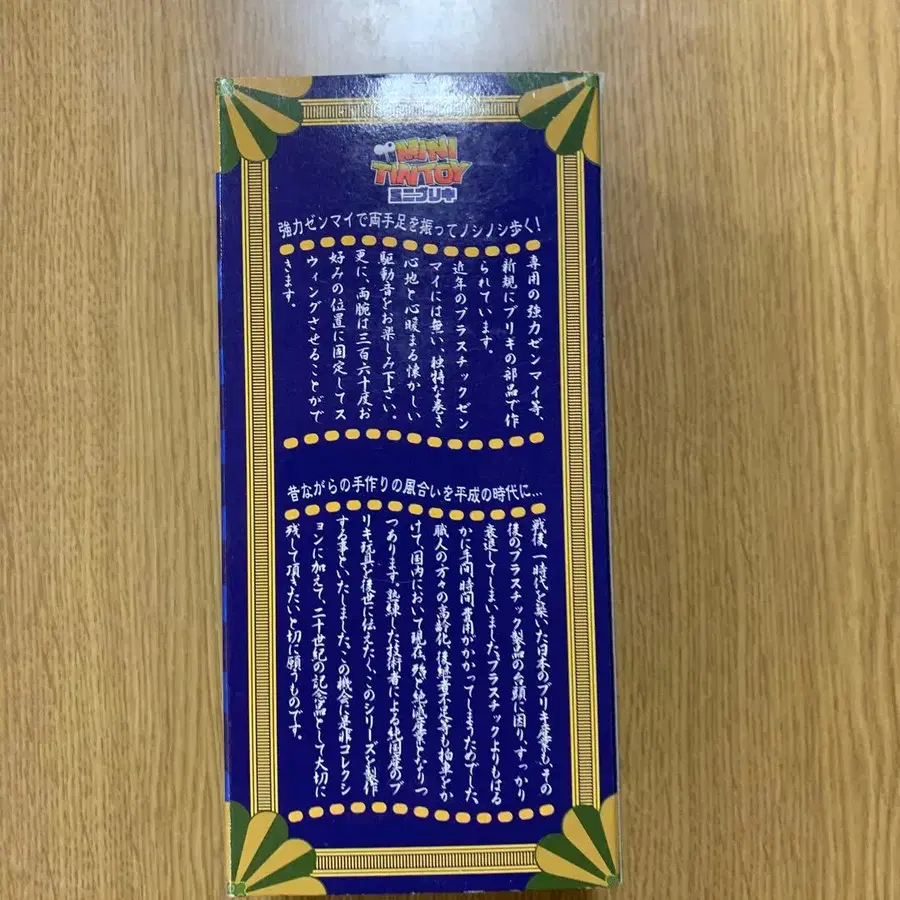 MINI
TINTOY
ミニブリキ
強力ゼンマイで両手足を振ってノシノシ歩く!
専用の強力ゼンマイ等、
新規にブリキの部品で作
られています。
近年のプラスチックゼン
マイには無い、独特な巻き
心地と心暖まる懐かしい
駆動音をお楽しみ下さい。
更に、両腕は三百六十度お
好みの位置に固定してス
ウィングさせることがで
きます。
昔ながらの手作りの風合いを平成の時代に…
戦後、一時代を築いた日本のブリキ産業も、その
後のプラスチック製品の台頭に因り、すっかり
衰退してしまいました。プラスチックよりもはる
かに手間、時間、費用がかかってしまうためでした。
職人の方々の高齢化、後継者不足等も拍車をか
けて、国内において現在、殆ど絶滅産業となりつ
つあります。熟練した技術者による純国産のブ
リキ玩具を後世に伝えたく、このシリーズを製作
する事といたしました。この機会に是非コレクシ
ョンに加えて、二十世紀の記念品として大切に
残して頂きたいと切に願うものです。